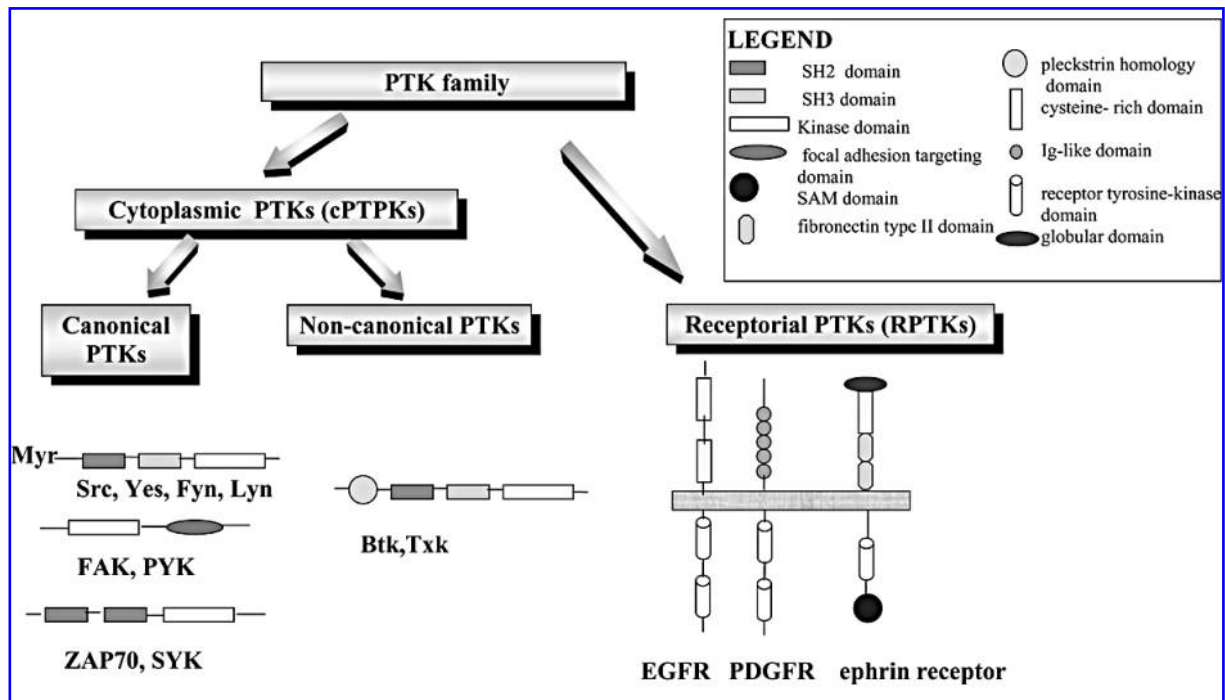 PTK family
Cytoplasmic PTKs (cPTPKs)
Canonical
PTKs
Non-canonical PTKs
Receptorial PTKs (RPTKs)
LEGEND
SH2 domain
SH3 domain
Kinase domain
focal adhesion targeting
domain
SAM domain
fibronectin type II domain
pleckstrin homology
domain
cysteine- rich domain
Ig-like domain
receptor tyrosine-kinase
domain
globular domain
Myr
Src, Yes, Fyn, Lyn
FAK, PYK
ZAP70, SYK
Btk,Txk
EGFR PDGFR ephrin receptor